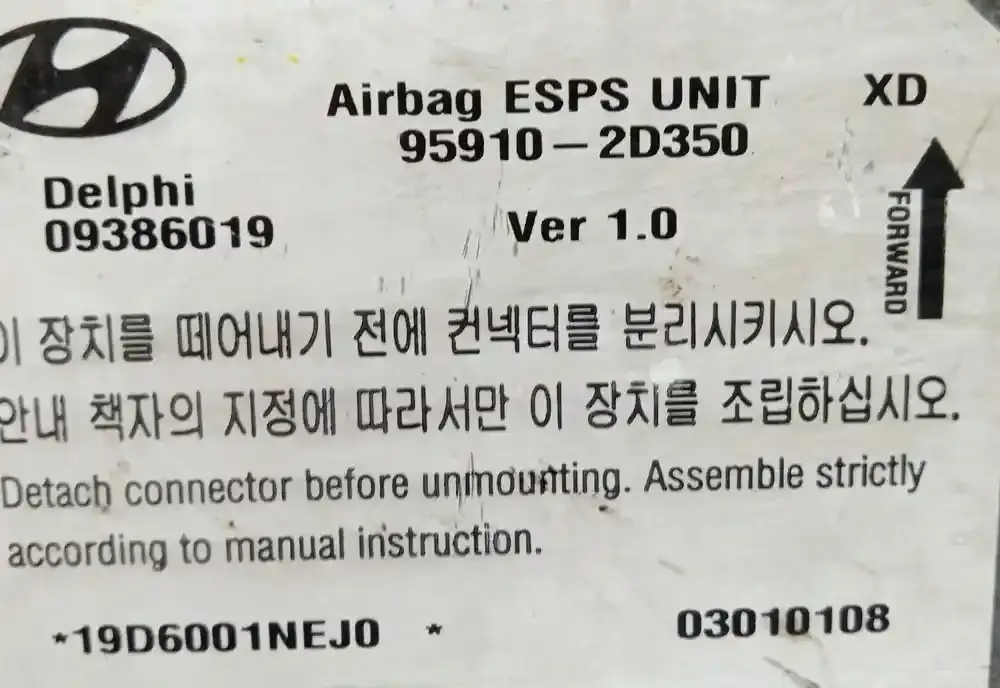 Airbag ESPS UNIT XD
95910-2D350
Delphi
09386019
Ver 1.0
FORWARD
이 장치를 떼어내기 전에 컨넥터를 분리시키시오.
안내 책자의 지정에 따라서만 이 장치를 조립하십시오.
Detach connector before unmounting. Assemble strictly
according to manual instruction.
*19D6001NEJ0 *
03010108